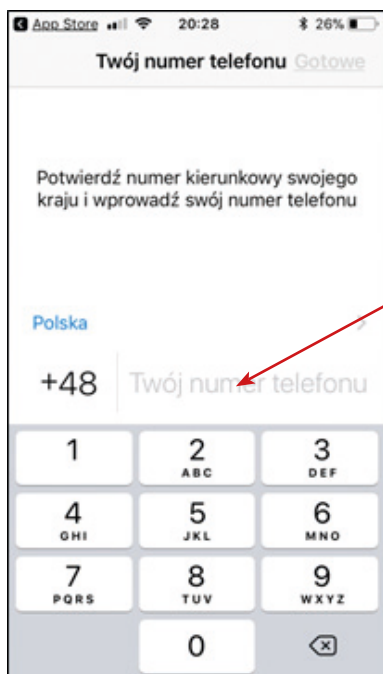 App Store 20:28 26%
Twój numer telefonu Gotowe
Potwierdź numer kierunkowy swojego
kraju i wprowadź swój numer telefonu
Polska
+48 Twój numer telefonu
1 2 3
ABC DEF
4 5 6
GHI JKL MNO
7 8 9
PQRS TUV WXYZ
0